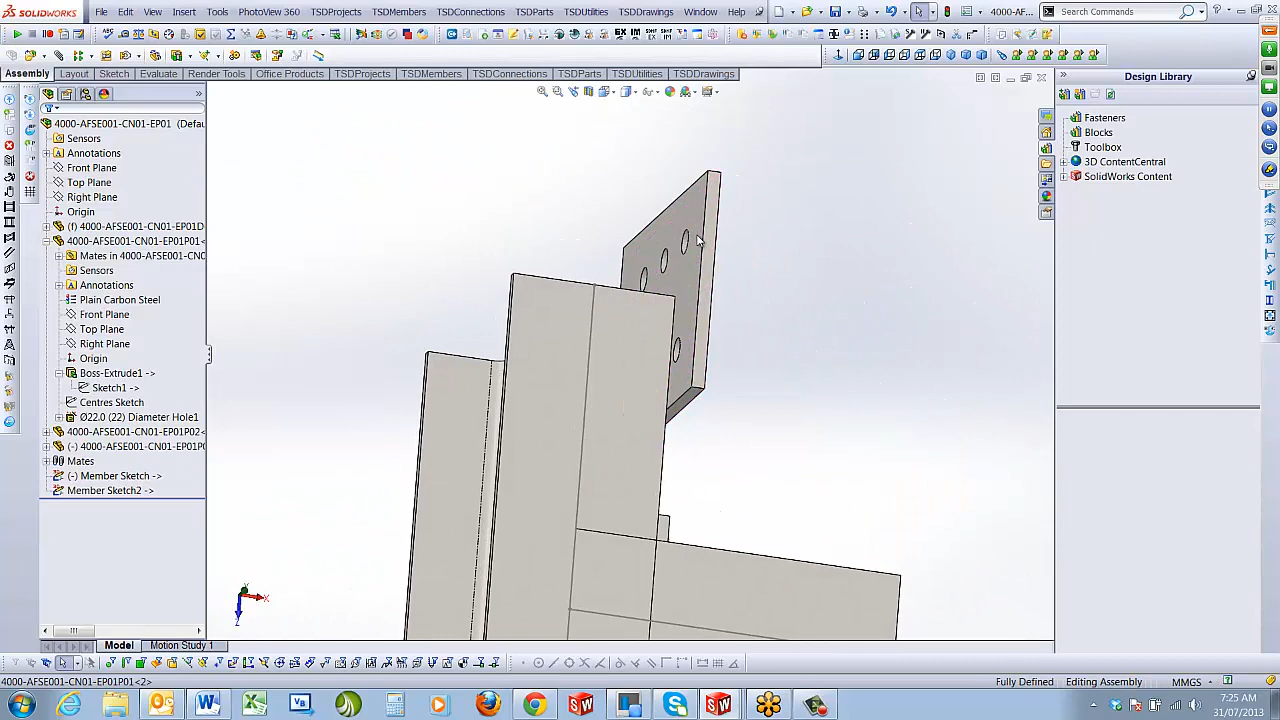 SOLIDWORKS File Edit View Insert Tools PhotoView 360 TSDProjects TSDMembers TSDConnections TSDParts TSDUtilities TSDDrawings Window Help 4000-AF... Search Commands
Assembly Layout Sketch Evaluate Render Tools Office Products TSDProjects TSDMembers TSDConnections TSDParts TSDUtilities TSDDrawings
Design Library
4000-AFSE001-CN01-EP01 (Defau
Sensors
Annotations
Front Plane
Top Plane
Right Plane
Origin
(f) 4000-AFSE001-CN01-EP01D
4000-AFSE001-CN01-EP01P01<
Mates in 4000-AFSE001-CN01-
Sensors
Annotations
Plain Carbon Steel
Front Plane
Top Plane
Right Plane
Origin
Boss-Extrude1 ->
Sketch1 ->
Centres Sketch
Ø22.0 (22) Diameter Hole1
4000-AFSE001-CN01-EP01P02<
(-) 4000-AFSE001-CN01-EP01P0
Mates
(-) Member Sketch ->
Member Sketch2 ->
Fasteners
Blocks
Toolbox
3D ContentCentral
SolidWorks Content
X
Model Motion Study 1
4000-AFSE001-CN01-EP01P01<2>
Fully Defined Editing Assembly MMGS
7:25 AM
31/07/2013